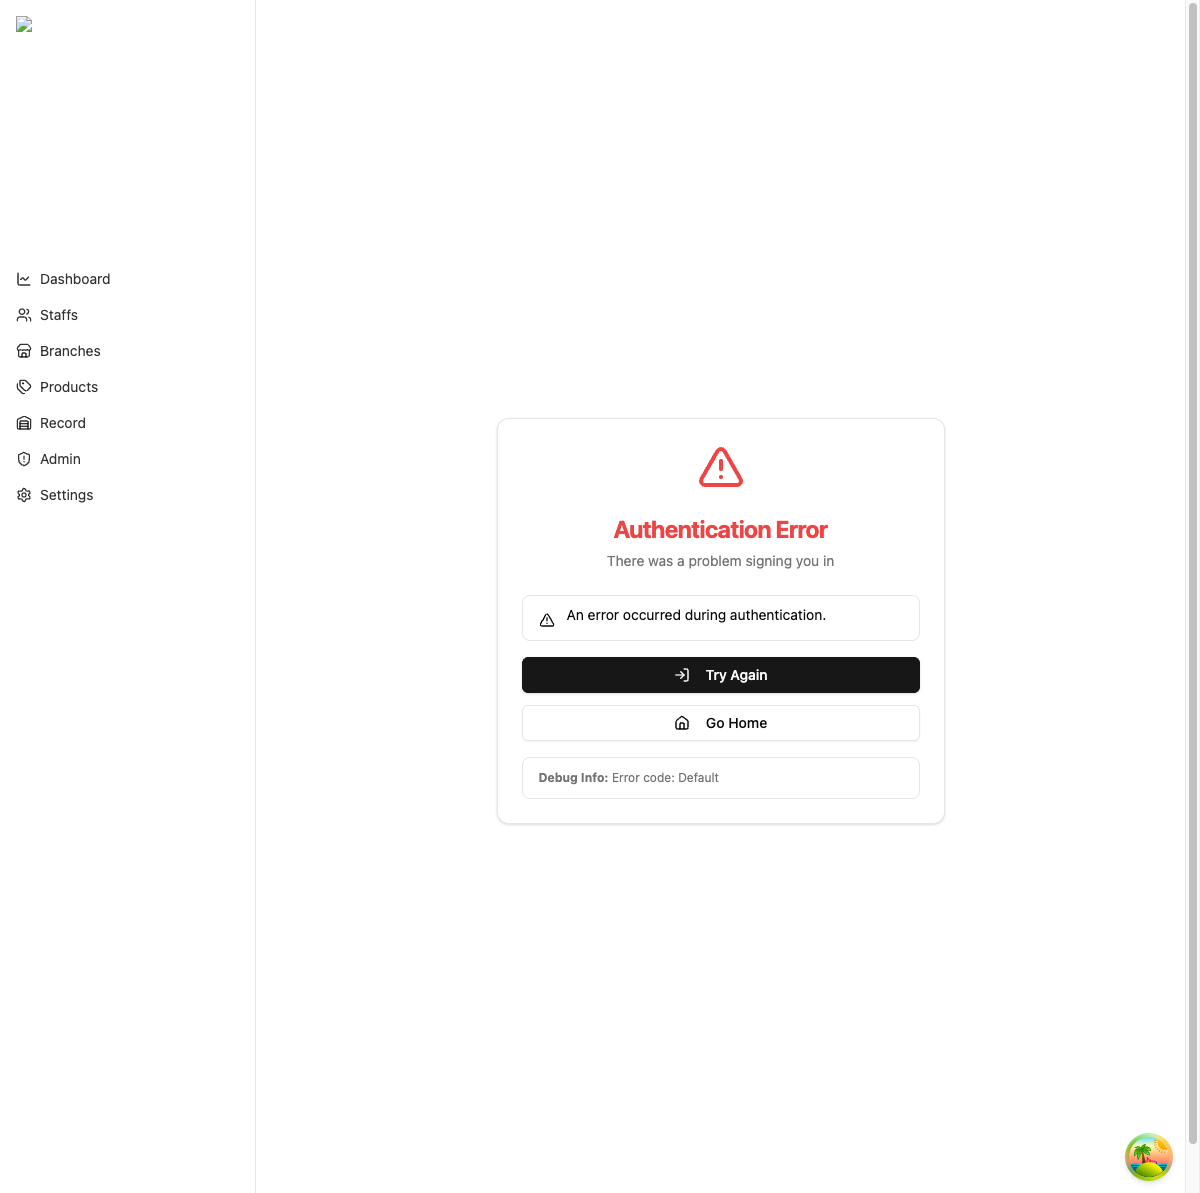 Dashboard
Staffs
Branches
Products
Record
Admin
Settings
Authentication Error
There was a problem signing you in
An error occurred during authentication.
Try Again
Go Home
Debug Info: Error code: Default